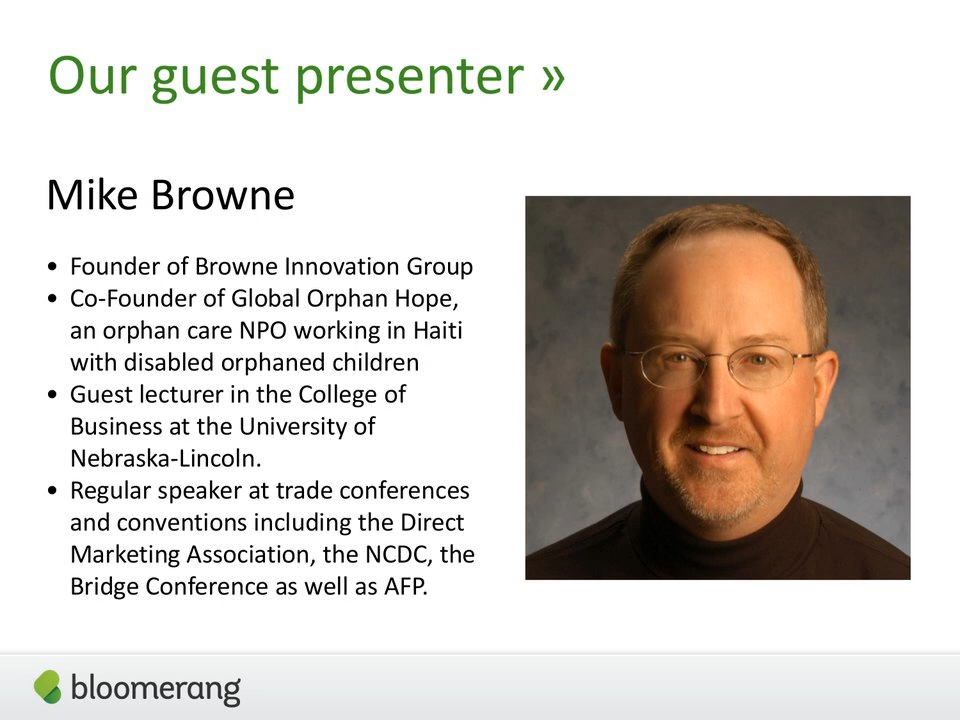 Our guest presenter »
Mike Browne
• Founder of Browne Innovation Group
• Co-Founder of Global Orphan Hope,
an orphan care NPO working in Haiti
with disabled orphaned children
• Guest lecturer in the College of
Business at the University of
Nebraska-Lincoln.
• Regular speaker at trade conferences
and conventions including the Direct
Marketing Association, the NCDC, the
Bridge Conference as well as AFP.
bloomerang